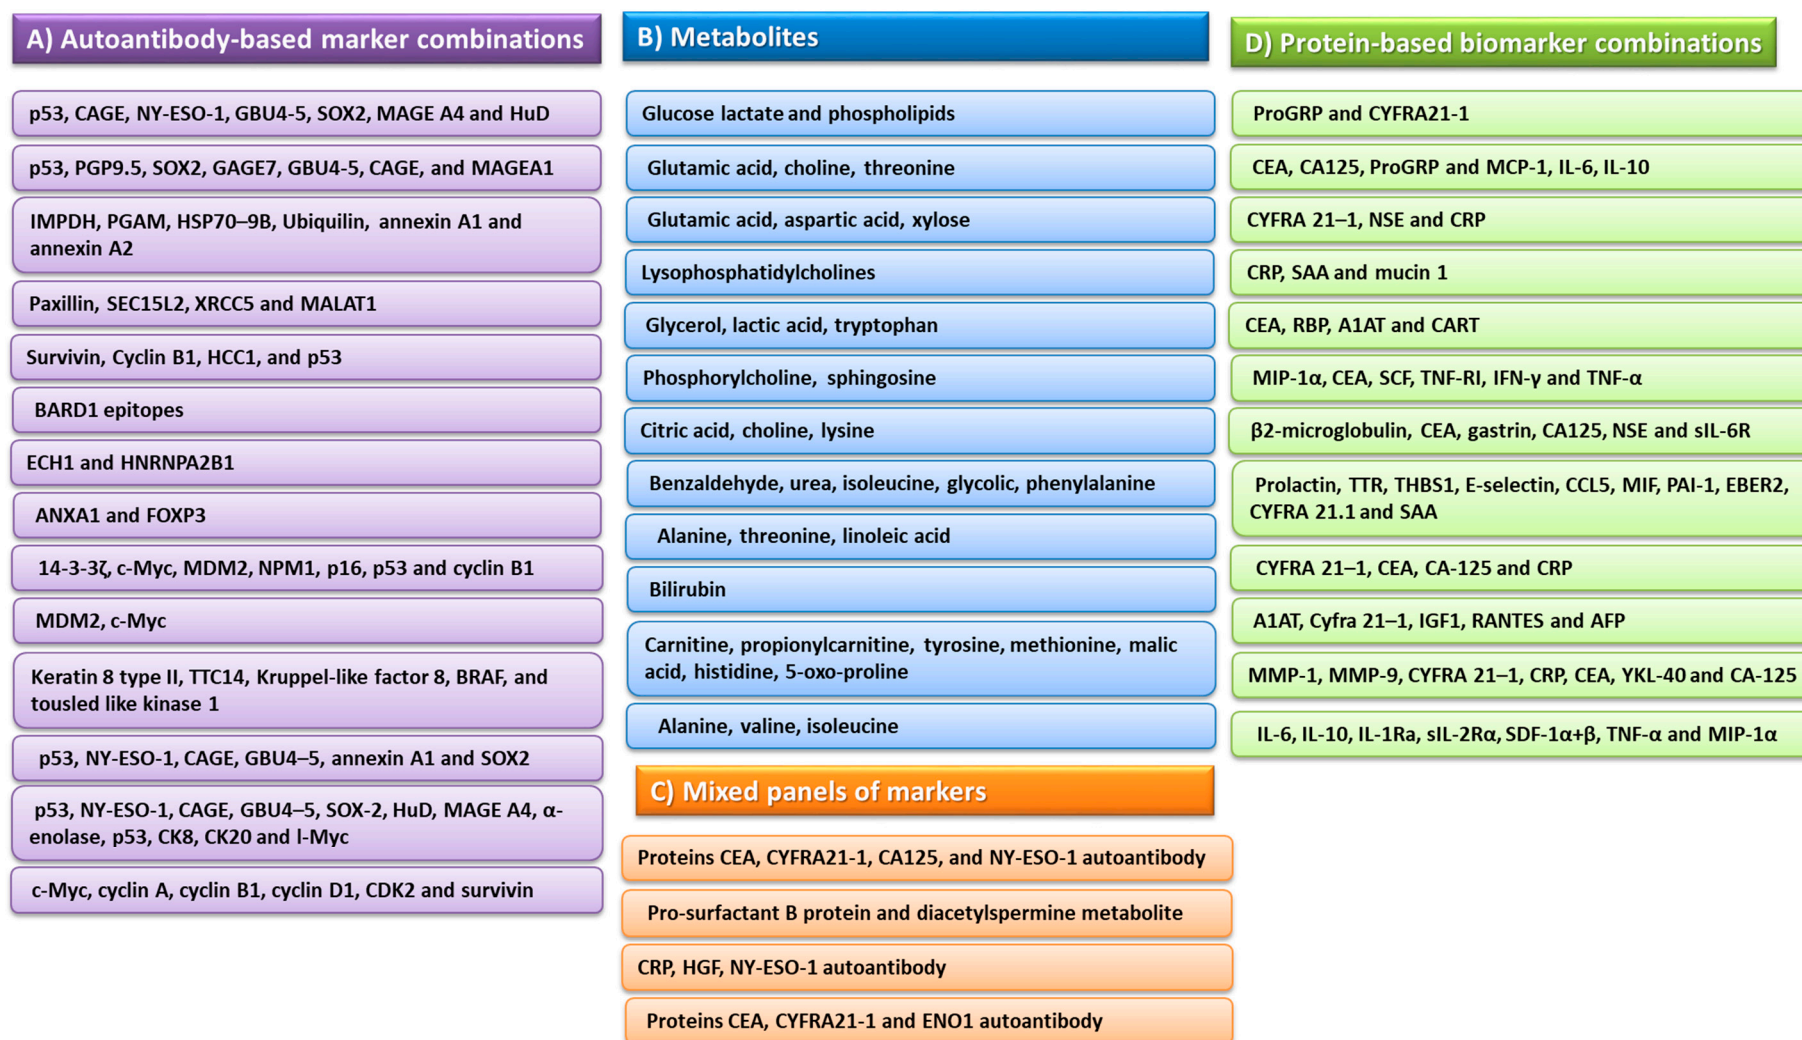 A) Autoantibody-based marker combinations
p53, CAGE, NY-ESO-1, GBU4-5, SOX2, MAGE A4 and HuD
p53, PGP9.5, SOX2, GAGE7, GBU4-5, CAGE, and MAGEA1
IMPDH, PGAM, HSP70–9B, Ubiquilin, annexin A1 and
annexin A2
Paxillin, SEC15L2, XRCC5 and MALAT1
Survivin, Cyclin B1, HCC1, and p53
BARD1 epitopes
ECH1 and HNRNPA2B1
ANXA1 and FOXP3
14-3-3ζ, c-Myc, MDM2, NPM1, p16, p53 and cyclin B1
MDM2, c-Myc
Keratin 8 type II, TTC14, Kruppel-like factor 8, BRAF, and
tousled like kinase 1
p53, NY-ESO-1, CAGE, GBU4–5, annexin A1 and SOX2
p53, NY-ESO-1, CAGE, GBU4–5, SOX-2, HuD, MAGE A4, α-
enolase, p53, CK8, CK20 and l-Myc
c-Myc, cyclin A, cyclin B1, cyclin D1, CDK2 and survivin
B) Metabolites
Glucose lactate and phospholipids
Glutamic acid, choline, threonine
Glutamic acid, aspartic acid, xylose
Lysophosphatidylcholines
Glycerol, lactic acid, tryptophan
Phosphorylcholine, sphingosine
Citric acid, choline, lysine
Benzaldehyde, urea, isoleucine, glycolic, phenylalanine
Alanine, threonine, linoleic acid
Bilirubin
Carnitine, propionylcarnitine, tyrosine, methionine, malic
acid, histidine, 5-oxo-proline
Alanine, valine, isoleucine
C) Mixed panels of markers
Proteins CEA, CYFRA21-1, CA125, and NY-ESO-1 autoantibody
Pro-surfactant B protein and diacetylspermine metabolite
CRP, HGF, NY-ESO-1 autoantibody
Proteins CEA, CYFRA21-1 and ENO1 autoantibody
D) Protein-based biomarker combinations
ProGRP and CYFRA21-1
CEA, CA125, ProGRP and MCP-1, IL-6, IL-10
CYFRA 21–1, NSE and CRP
CRP, SAA and mucin 1
CEA, RBP, A1AT and CART
MIP-1α, CEA, SCF, TNF-RI, IFN-γ and TNF-α
β2-microglobulin, CEA, gastrin, CA125, NSE and sIL-6R
Prolactin, TTR, THBS1, E-selectin, CCL5, MIF, PAI-1, EBER2,
CYFRA 21.1 and SAA
CYFRA 21–1, CEA, CA-125 and CRP
A1AT, Cyfra 21–1, IGF1, RANTES and AFP
MMP-1, MMP-9, CYFRA 21–1, CRP, CEA, YKL-40 and CA-125
IL-6, IL-10, IL-1Ra, sIL-2Rα, SDF-1α+β, TNF-α and MIP-1α